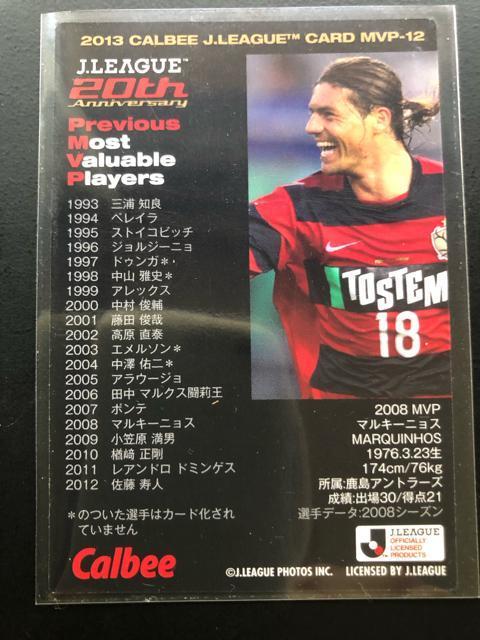 2013 CALBEE J.LEAGUE™ CARD MVP-12
J.LEAGUE™
20th
Anniversary
Previous
Most
Valuable
Players
1993 三浦 知良
1994 ペレイラ
1995 ストイコビッチ
1996 ジョルジーニョ
1997 ドゥンガ*・
1998 中山 雅史*
1999 アレックス
2000 中村 俊輔
2001 藤田 俊哉
2002 高原 直泰
2003 エメルソン*
2004 中澤 佑二*
2005 アラウージョ
2006 田中 マルクス闘莉王
2007 ポンテ
2008 マルキーニョス
2009 小笠原 満男
2010 楢﨑 正剛
2011 レアンドロ ドミンゲス
2012 佐藤 寿人
*のついた選手はカード化され
ていません
TOSTEM
18
2008 MVP
マルキーニョス
MARQUINHOS
1976.3.23生
174cm/76kg
所属:鹿島アントラーズ
成績:出場30/得点21
選手データ:2008シーズン
J.LEAGUE
OFFICIALLY
LICENSED
PRODUCTS
Calbee
©J.LEAGUE PHOTOS INC. LICENSED BY J.LEAGUE